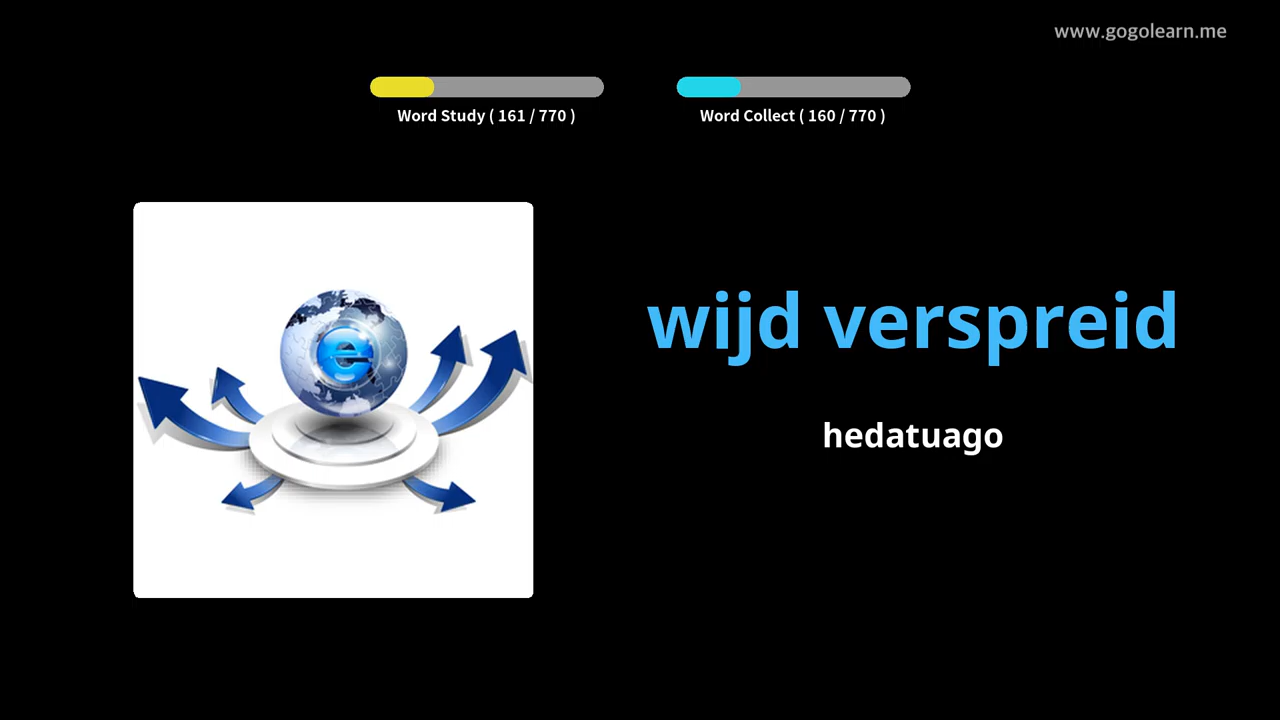 www.gogolearn.me
Word Study ( 161 / 770 )
Word Collect ( 160 / 770 )
e
wijd verspreid
hedatuago